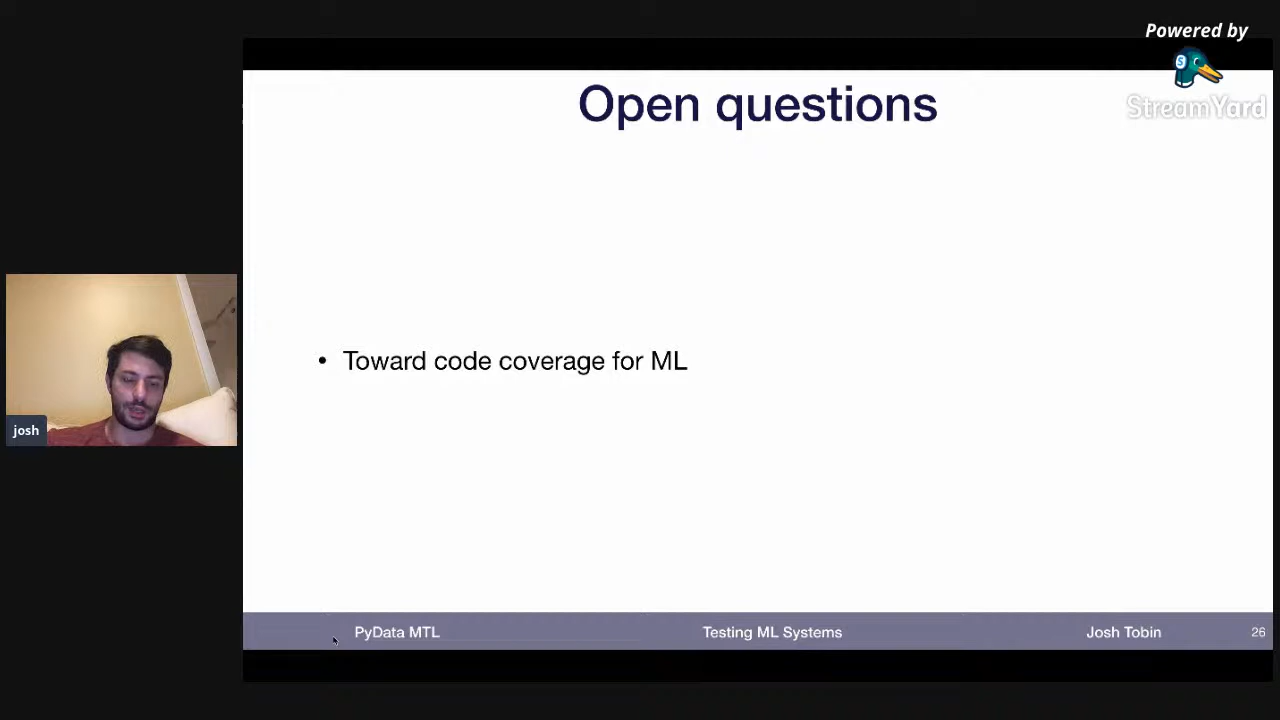 Powered by
S
StreamYard
Open questions
• Toward code coverage for ML
josh
PyData MTL
Testing ML Systems
Josh Tobin
26